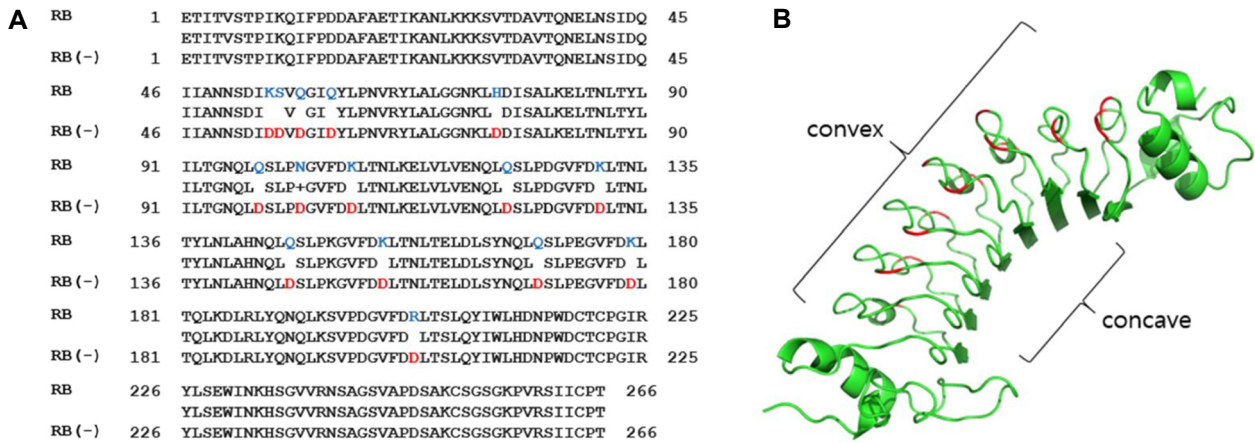 A
B
RB 1 ETITVSTPIKQIFPDDAFAETIKANLKKKSVTDAVTQNELNSIDQ 45
ETITVSTPIKQIFPDDAFAETIKANLKKKSVTDAVTQNELNSIDQ
RB(-) 1 ETITVSTPIKQIFPDDAFAETIKANLKKKSVTDAVTQNELNSIDQ 45
RB 46 IIANNSDIKSVQGIQYLPNVRYLALGGNKLHDISALKELTNLTYL 90
IIANNSDI V GI YLPNVRYLALGGNKL DISALKELTNLTYL
RB(-) 46 IIANNSDIDDVDGIDYLPNVRYLALGGNKLDDISALKELTNLTYL 90
RB 91 ILTGNQLQSLPNGVFDKLTNLKELVLVENQLQSLPDGVFDKLTNL 135
ILTGNQL SLP+GVFD LTNLKELVLVENQL SLPDGVFD LTNL
RB(-) 91 ILTGNQLDSLPDGVFDDLTNLKELVLVENQLDSLPDGVFDDLTNL 135
RB 136 TYLNLAHNQLQSLPKGVFDKLTNLTELDLSYNQLQSLPEGVFDKL 180
TYLNLAHNQL SLPKGVFD LTNLTELDLSYNQL SLPEGVFD L
RB(-) 136 TYLNLAHNQLDSLPKGVFDDLTNLTELDLSYNQLDSLPEGVFDDL 180
RB 181 TQLKDLRLYQNQLKSVPDGVFDRLTSLQYIWLHDNPWDCTCPGIR 225
TQLKDLRLYQNQLKSVPDGVFD LTSLQYIWLHDNPWDCTCPGIR
RB(-) 181 TQLKDLRLYQNQLKSVPDGVFDDLTSLQYIWLHDNPWDCTCPGIR 225
RB 226 YLSEWINKHSGVVRNSAGSVAPDSAKCSGSGKPVRSIICPT 266
YLSEWINKHSGVVRNSAGSVAPDSAKCSGSGKPVRSIICPT
RB(-) 226 YLSEWINKHSGVVRNSAGSVAPDSAKCSGSGKPVRSIICPT 266
convex
concave